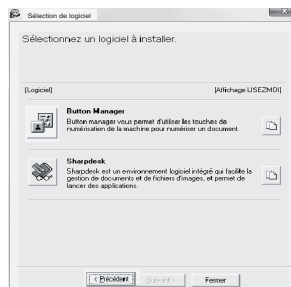 Sélection de logiciel
Sélectionnez un logiciel à installer.
[Logiciel] [Affichage LISEZMOI]
Button Manager
Button manager vous permet d'utiliser les touches de
numérisation de la machine pour numériser un document.
Sharpdesk
Sharpdesk est un environnement logiciel intégré qui facilite la
gestion de documents et de fichiers d'images, et permet de
lancer des applications.
< Précédent Suivant > Fermer